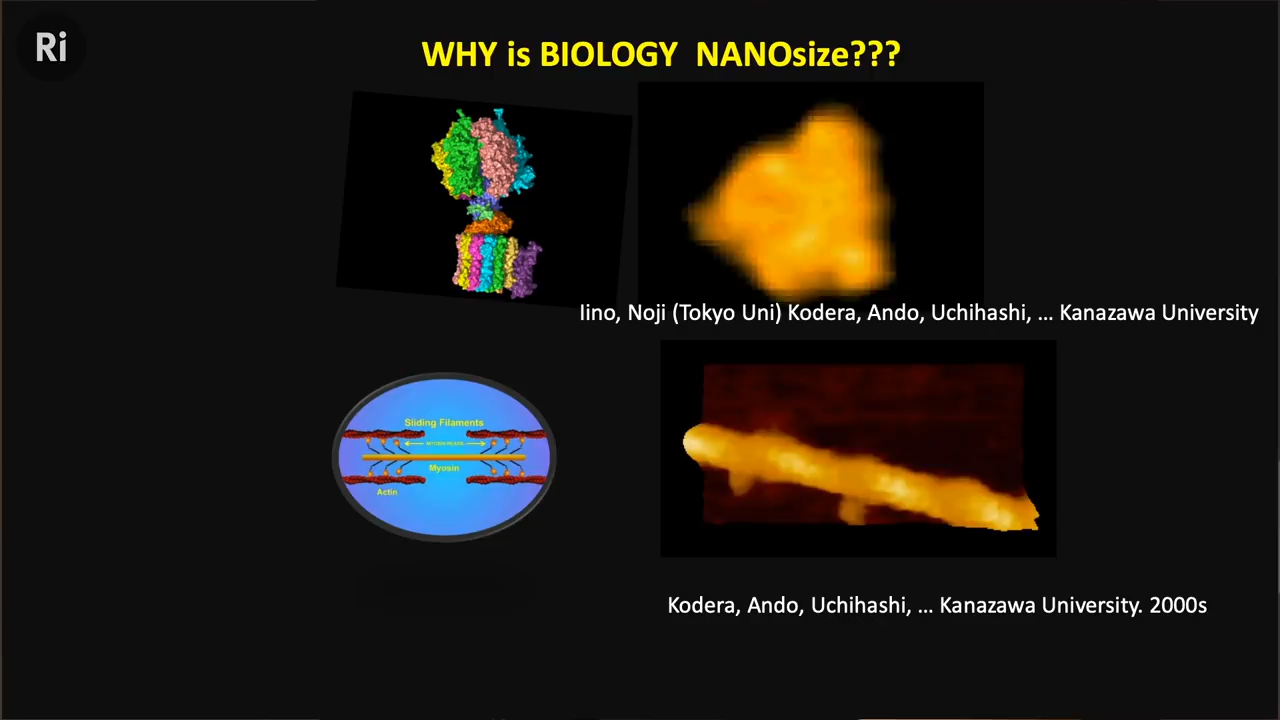 Ri
WHY is BIOLOGY NANOsize???
Iino, Noji (Tokyo Uni) Kodera, Ando, Uchihashi, ... Kanazawa University
Sliding Filaments
Myosin
Actin
Kodera, Ando, Uchihashi, ... Kanazawa University. 2000s